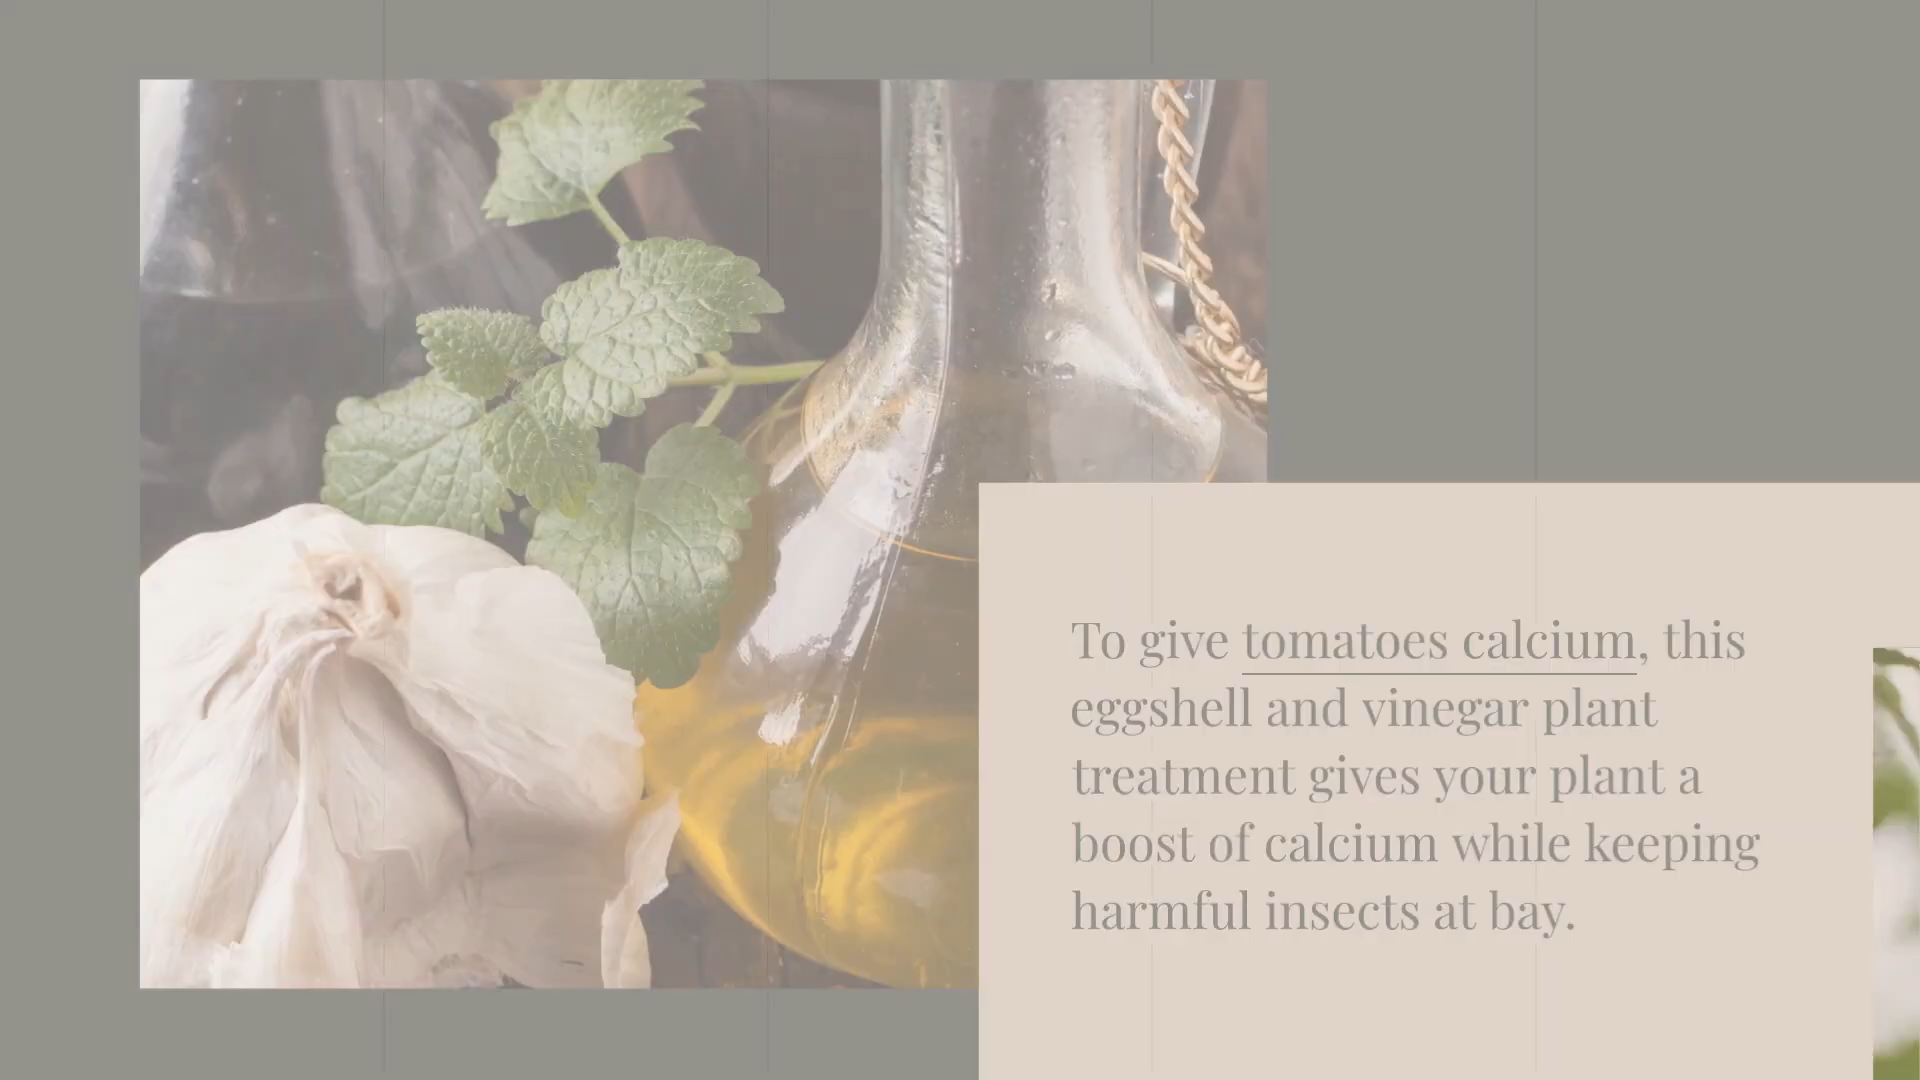 To give tomatoes calcium, this
eggshell and vinegar plant
treatment gives your plant a
boost of calcium while keeping
harmful insects at bay.